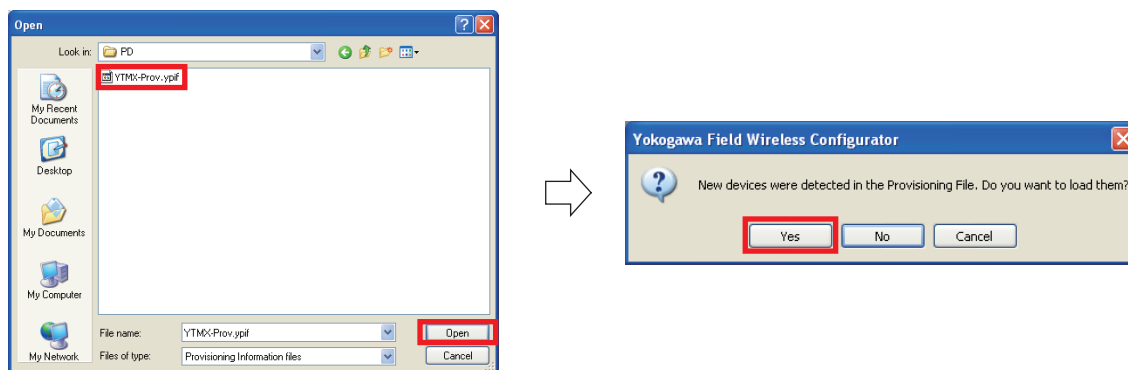 Open
Look in:
PD
YTMX-Prov.ypif
My Recent
Documents
Desktop
My Documents
My Computer
My Network
File name:
YTMX-Prov.ypif
Open
Files of type:
Provisioning Information files
Cancel
Yokogawa Field Wireless Configurator
New devices were detected in the Provisioning File. Do you want to load them?
Yes
No
Cancel